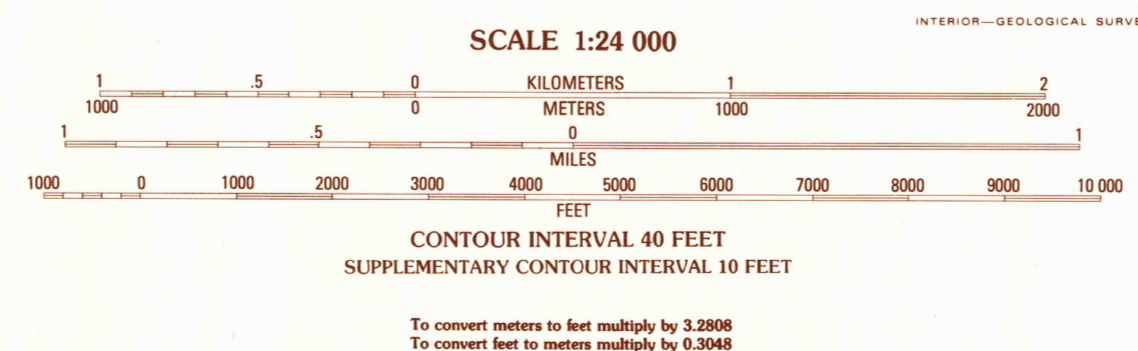 INTERIOR—GEOLOGICAL SURVE
SCALE 1:24 000
1 .5 0 KILOMETERS 1 2
1000 0 METERS 1000 2000
1 .5 0 1
MILES
1000 0 1000 2000 3000 4000 5000 6000 7000 8000 9000 10 000
FEET
CONTOUR INTERVAL 40 FEET
SUPPLEMENTARY CONTOUR INTERVAL 10 FEET
To convert meters to feet multiply by 3.2808
To convert feet to meters multiply by 0.3048